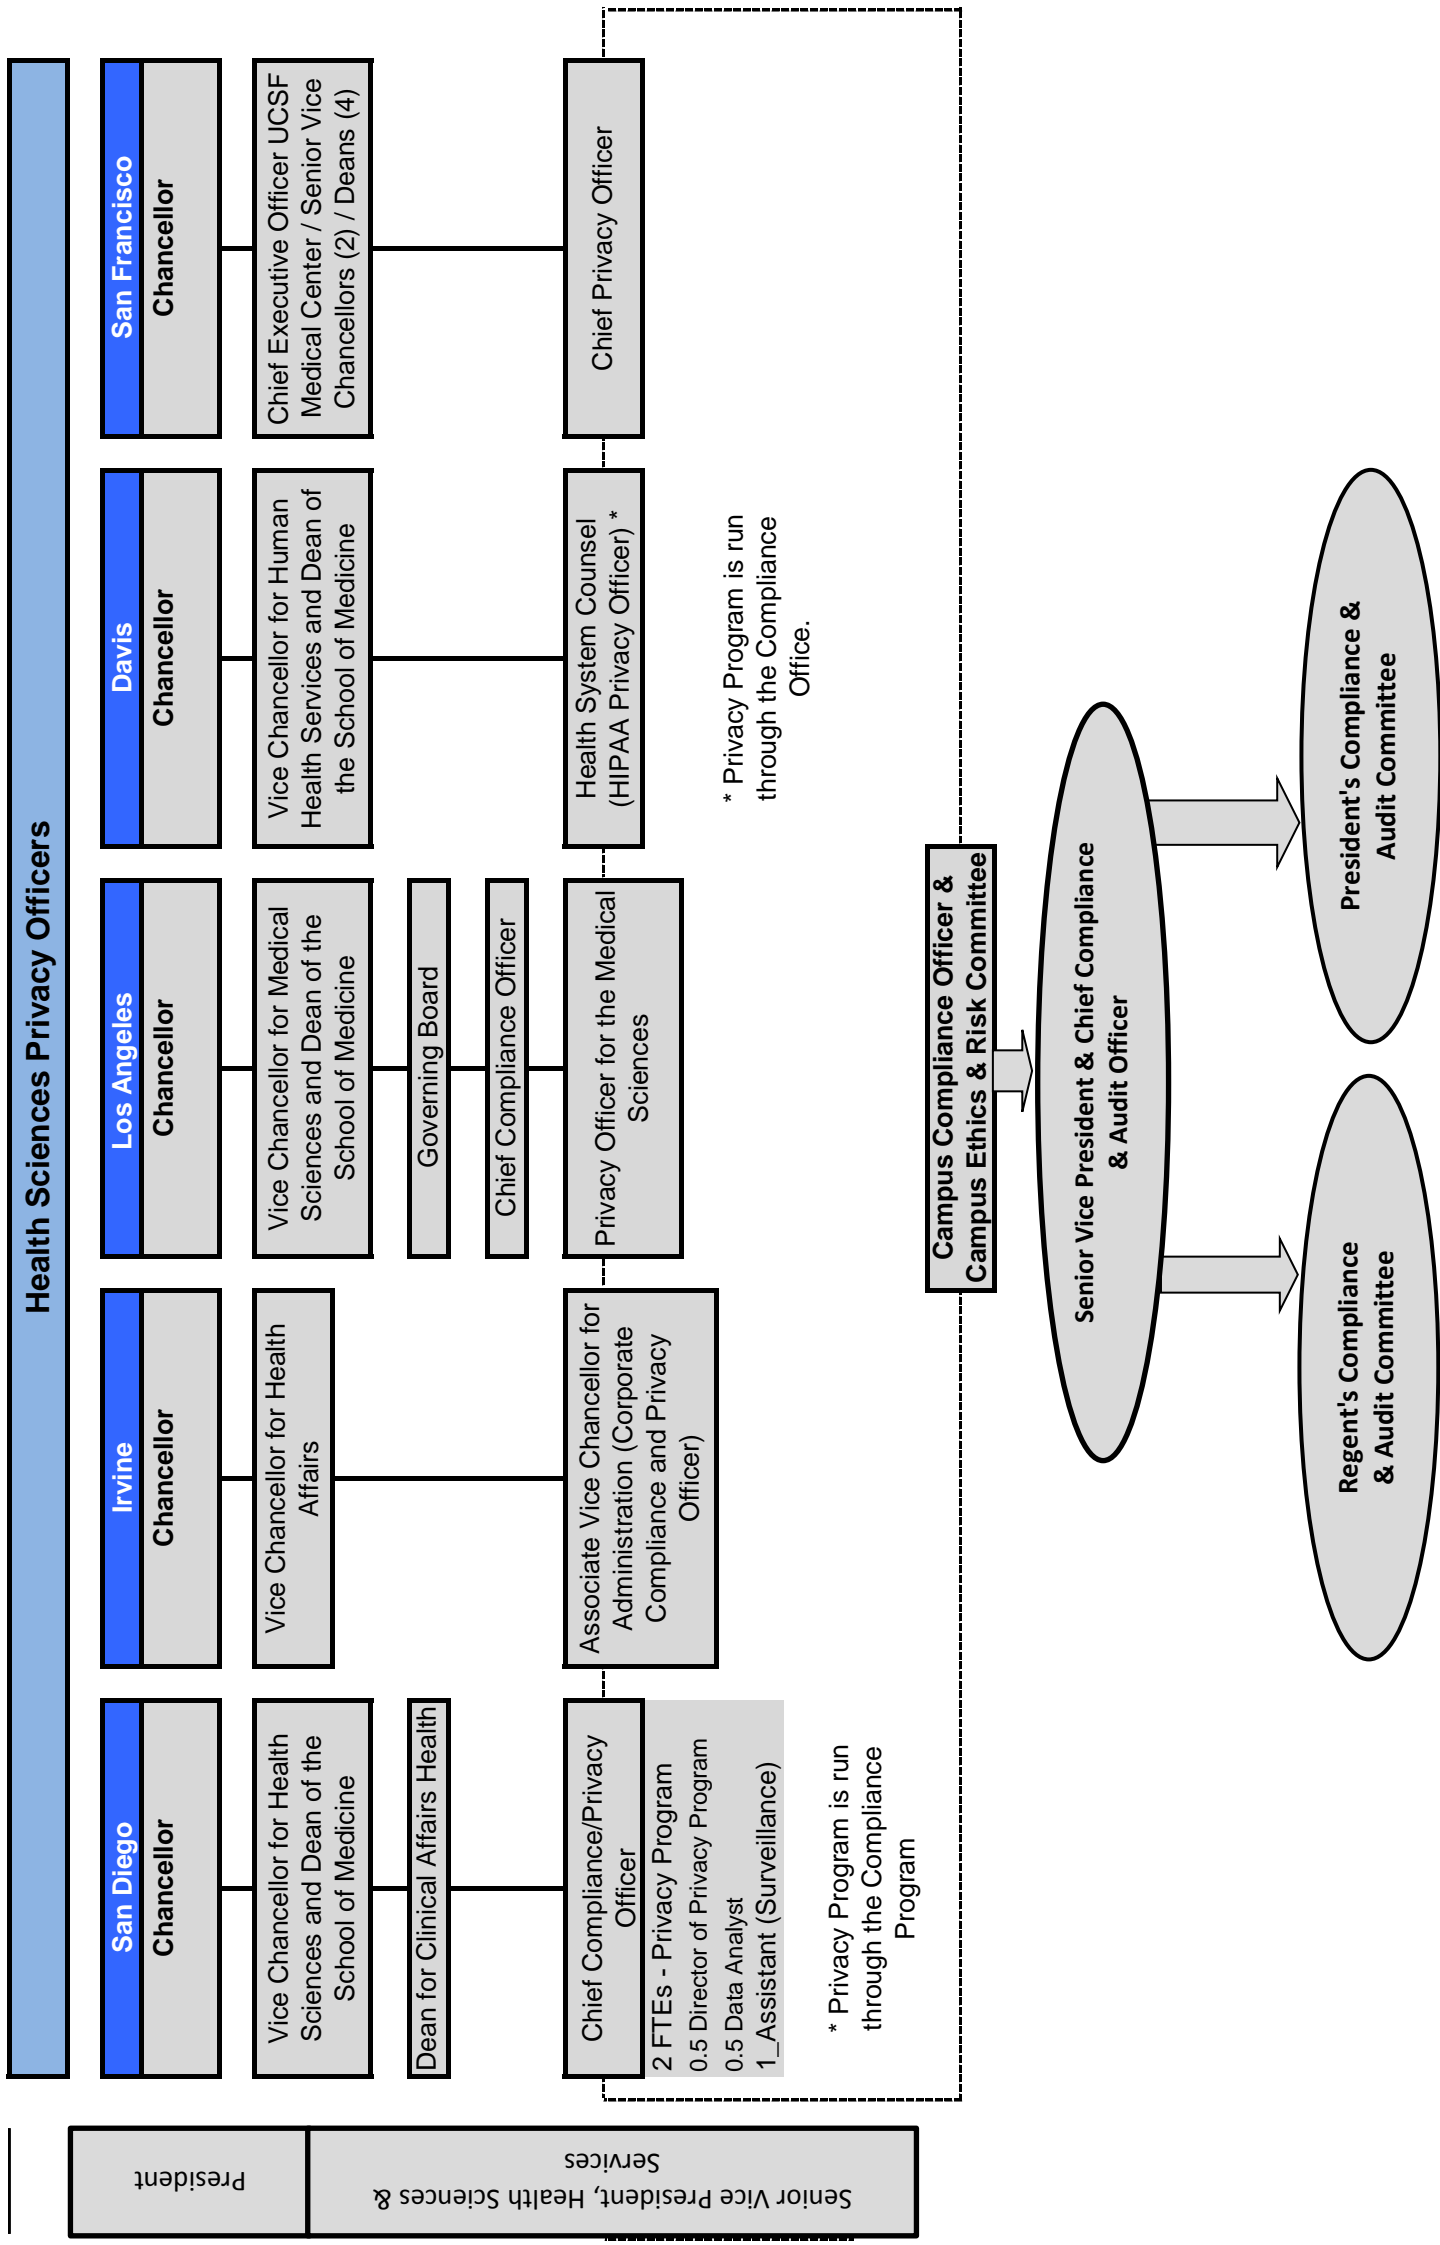 Health Sciences Privacy Officers
President
Senior Vice President, Health Sciences &
Services
San Diego
Chancellor
Vice Chancellor for Health
Sciences and Dean of the
School of Medicine
Dean for Clinical Affairs Health
Chief Compliance/Privacy
Officer
2 FTEs - Privacy Program
0.5 Director of Privacy Program
0.5 Data Analyst
1_Assistant (Surveillance)
* Privacy Program is run
through the Compliance
Program
Irvine
Chancellor
Vice Chancellor for Health
Affairs
Associate Vice Chancellor for
Administration (Corporate
Compliance and Privacy
Officer)
Los Angeles
Chancellor
Vice Chancellor for Medical
Sciences and Dean of the
School of Medicine
Governing Board
Chief Compliance Officer
Privacy Officer for the Medical
Sciences
Davis
Chancellor
Vice Chancellor for Human
Health Services and Dean of
the School of Medicine
Health System Counsel
(HIPAA Privacy Officer) *
* Privacy Program is run
through the Compliance
Office.
San Francisco
Chancellor
Chief Executive Officer UCSF
Medical Center / Senior Vice
Chancellors (2) / Deans (4)
Chief Privacy Officer
Campus Compliance Officer &
Campus Ethics & Risk Committee
Senior Vice President & Chief Compliance
& Audit Officer
Regent's Compliance
& Audit Committee
President's Compliance &
Audit Committee